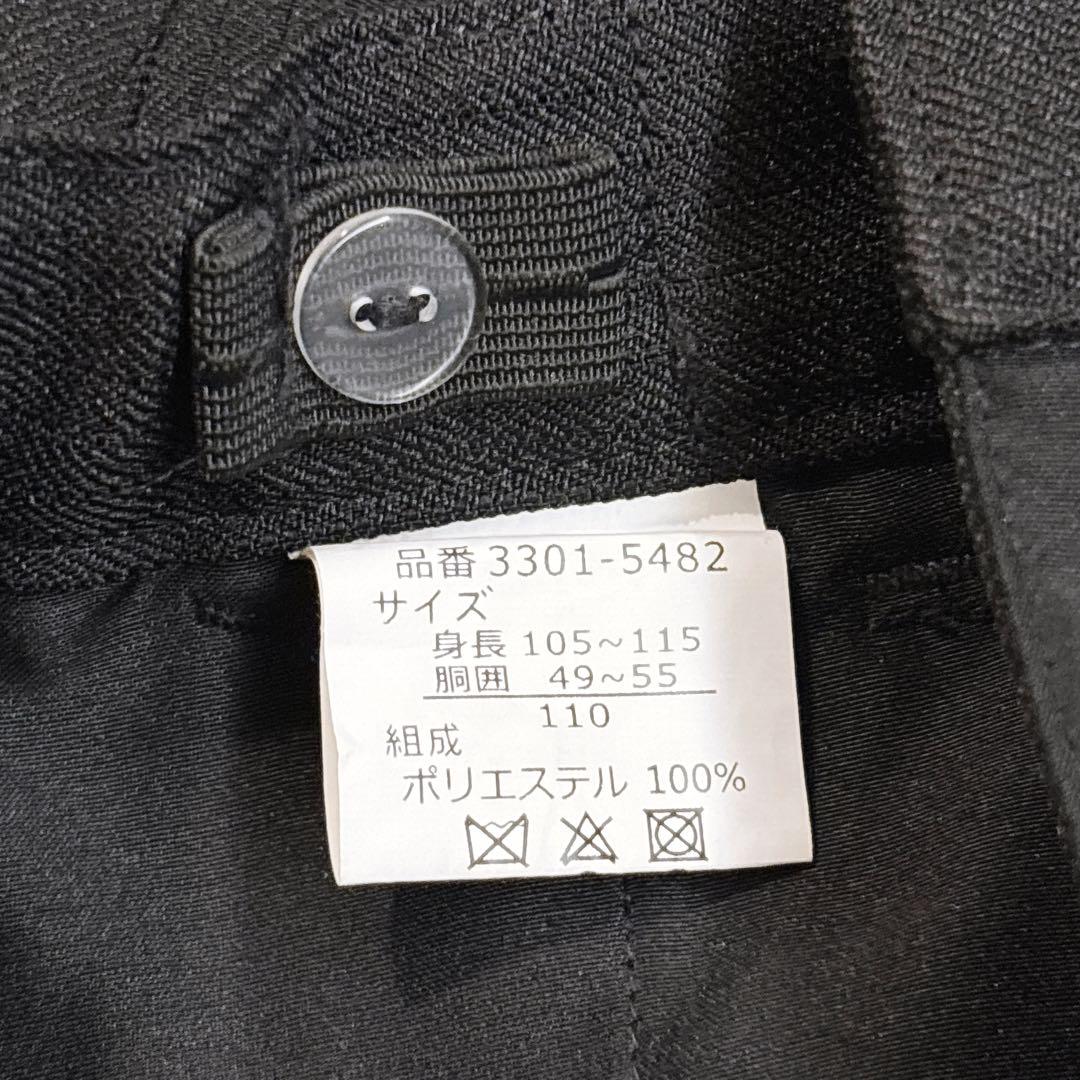 品番 3301-5482
サイズ
身長 105~115
胴囲 49~55
110
組成
ポリエステル 100%